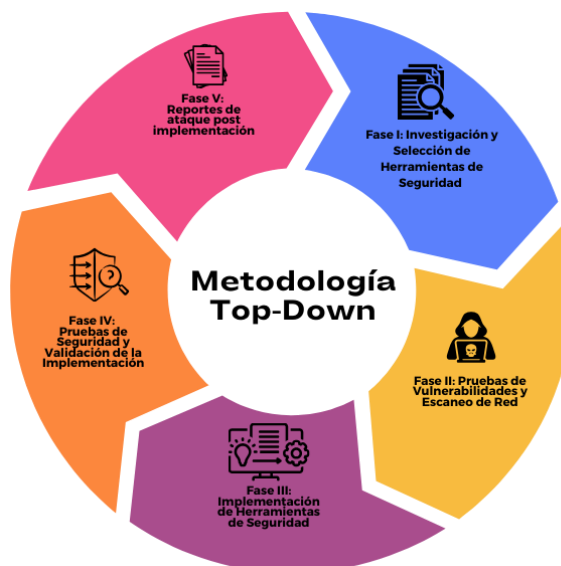 Metodología
Top-Down
Fase I: Investigación y
Selección de
Herramientas de
Seguridad
Fase II: Pruebas de
Vulnerabilidades y
Escaneo de Red
Fase III:
Implementación
de Herramientas
de Seguridad
Fase IV:
Pruebas de
Seguridad y
Validación de la
Implementación
Fase V:
Reportes de
ataque post
implementación